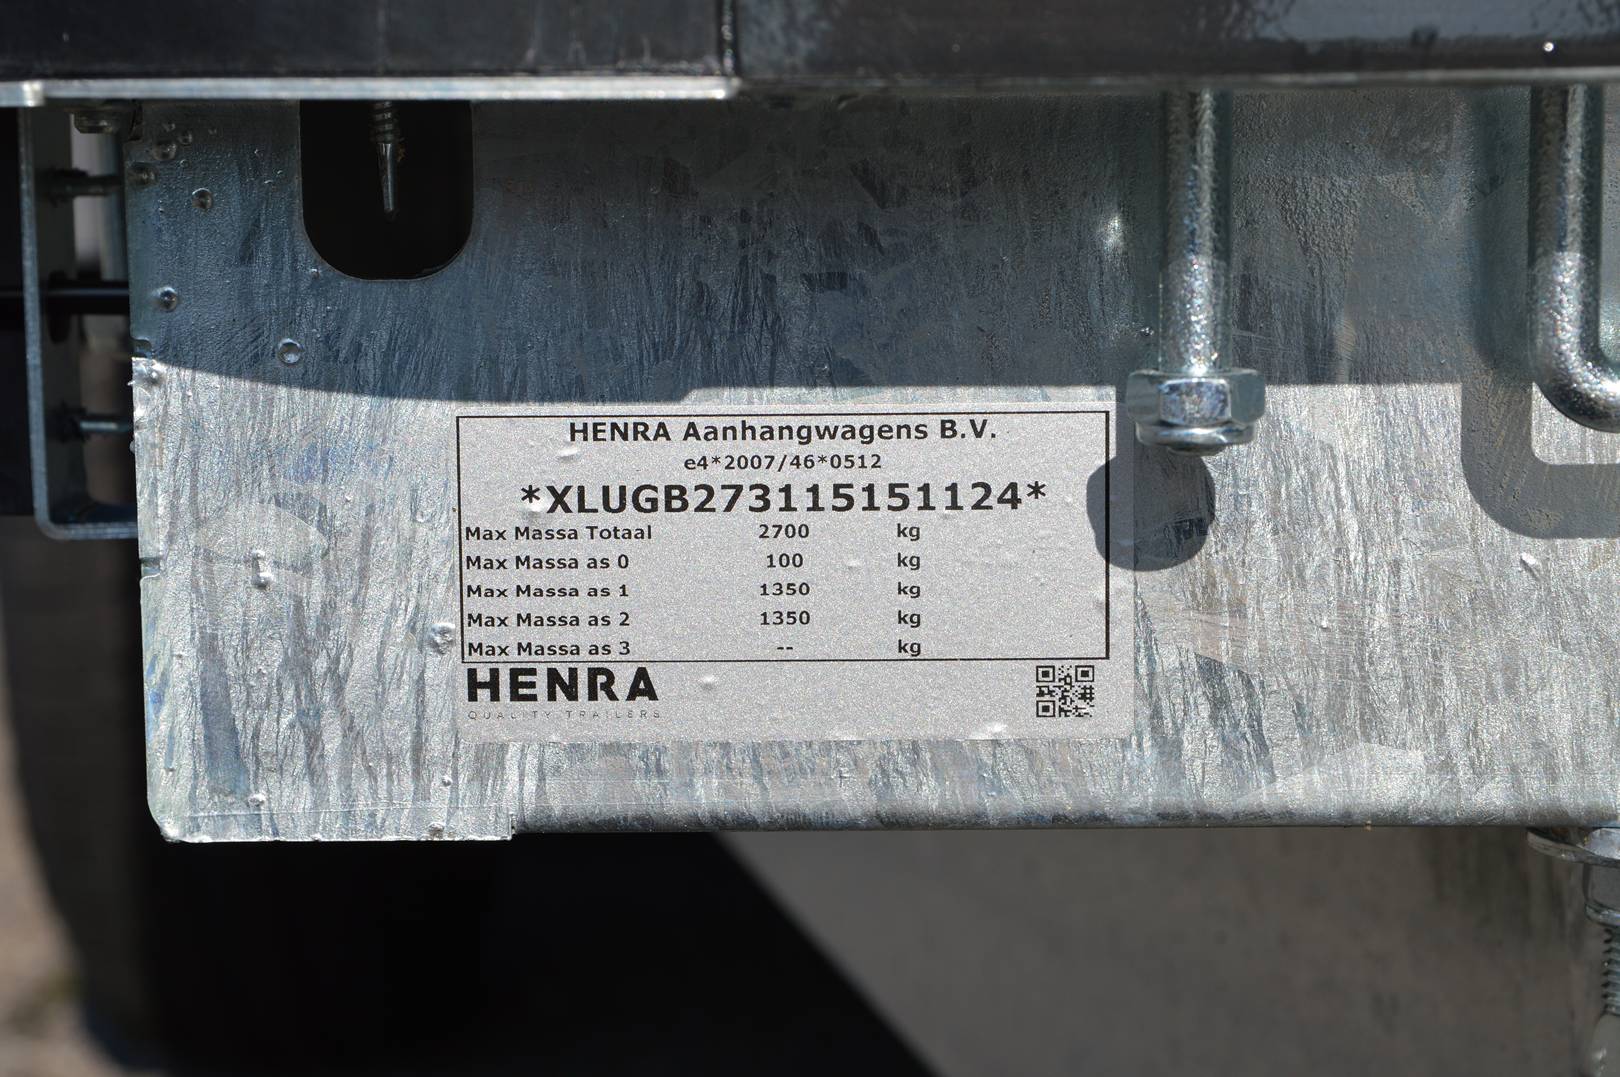 HENRA Aanhangwagens B.V.
e4*2007/46*0512
*XLUGB273115151124*
Max Massa Totaal 2700 kg
Max Massa as 0 100 kg
Max Massa as 1 1350 kg
Max Massa as 2 1350 kg
Max Massa as 3 -- kg
HENRA
QUALITY TRAILERS